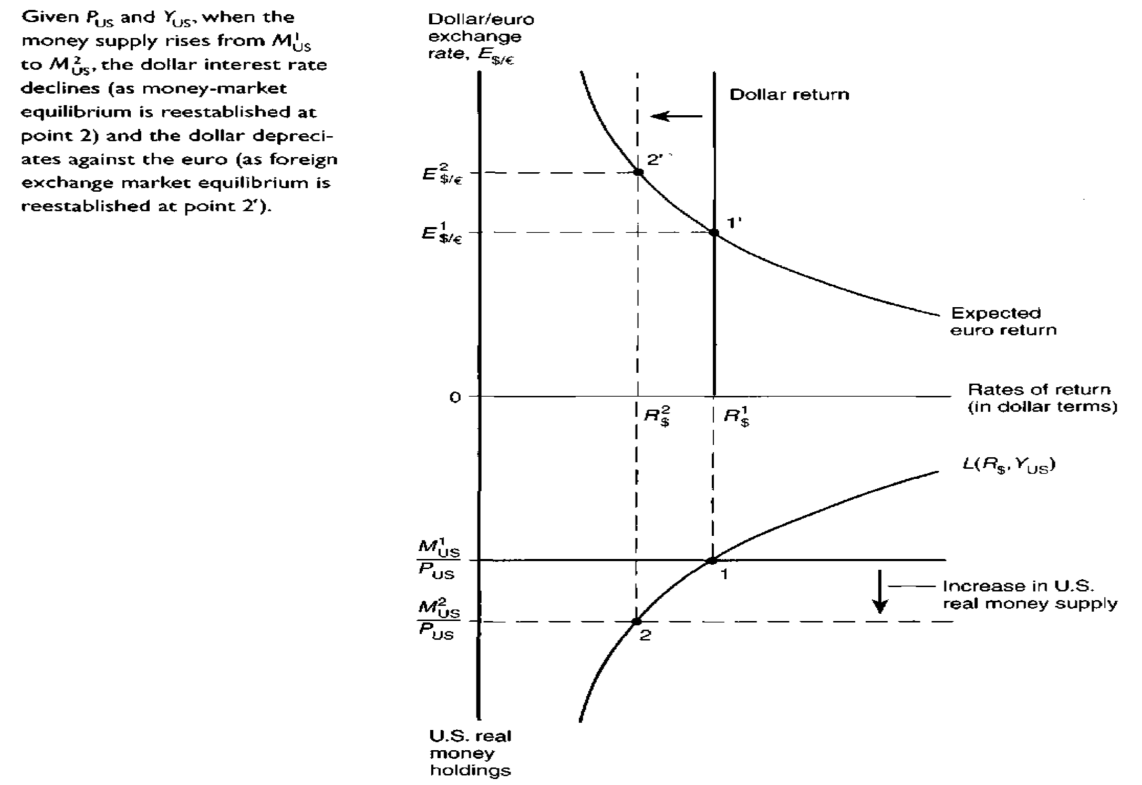 Given P_US and Y_US, when the
money supply rises from M¹_US
to M²_US, the dollar interest rate
declines (as money-market
equilibrium is reestablished at
point 2) and the dollar depreci-
ates against the euro (as foreign
exchange market equilibrium is
reestablished at point 2').
Dollar/euro
exchange
rate, E_$/€
Dollar return
2'
E²_$/€
1'
E¹_$/€
Expected
euro return
0
Rates of return
(in dollar terms)
R²_$
R¹_$
L(R_$, Y_US)
M¹_US
P_US
1
Increase in U.S.
real money supply
M²_US
P_US
2
U.S. real
money
holdings